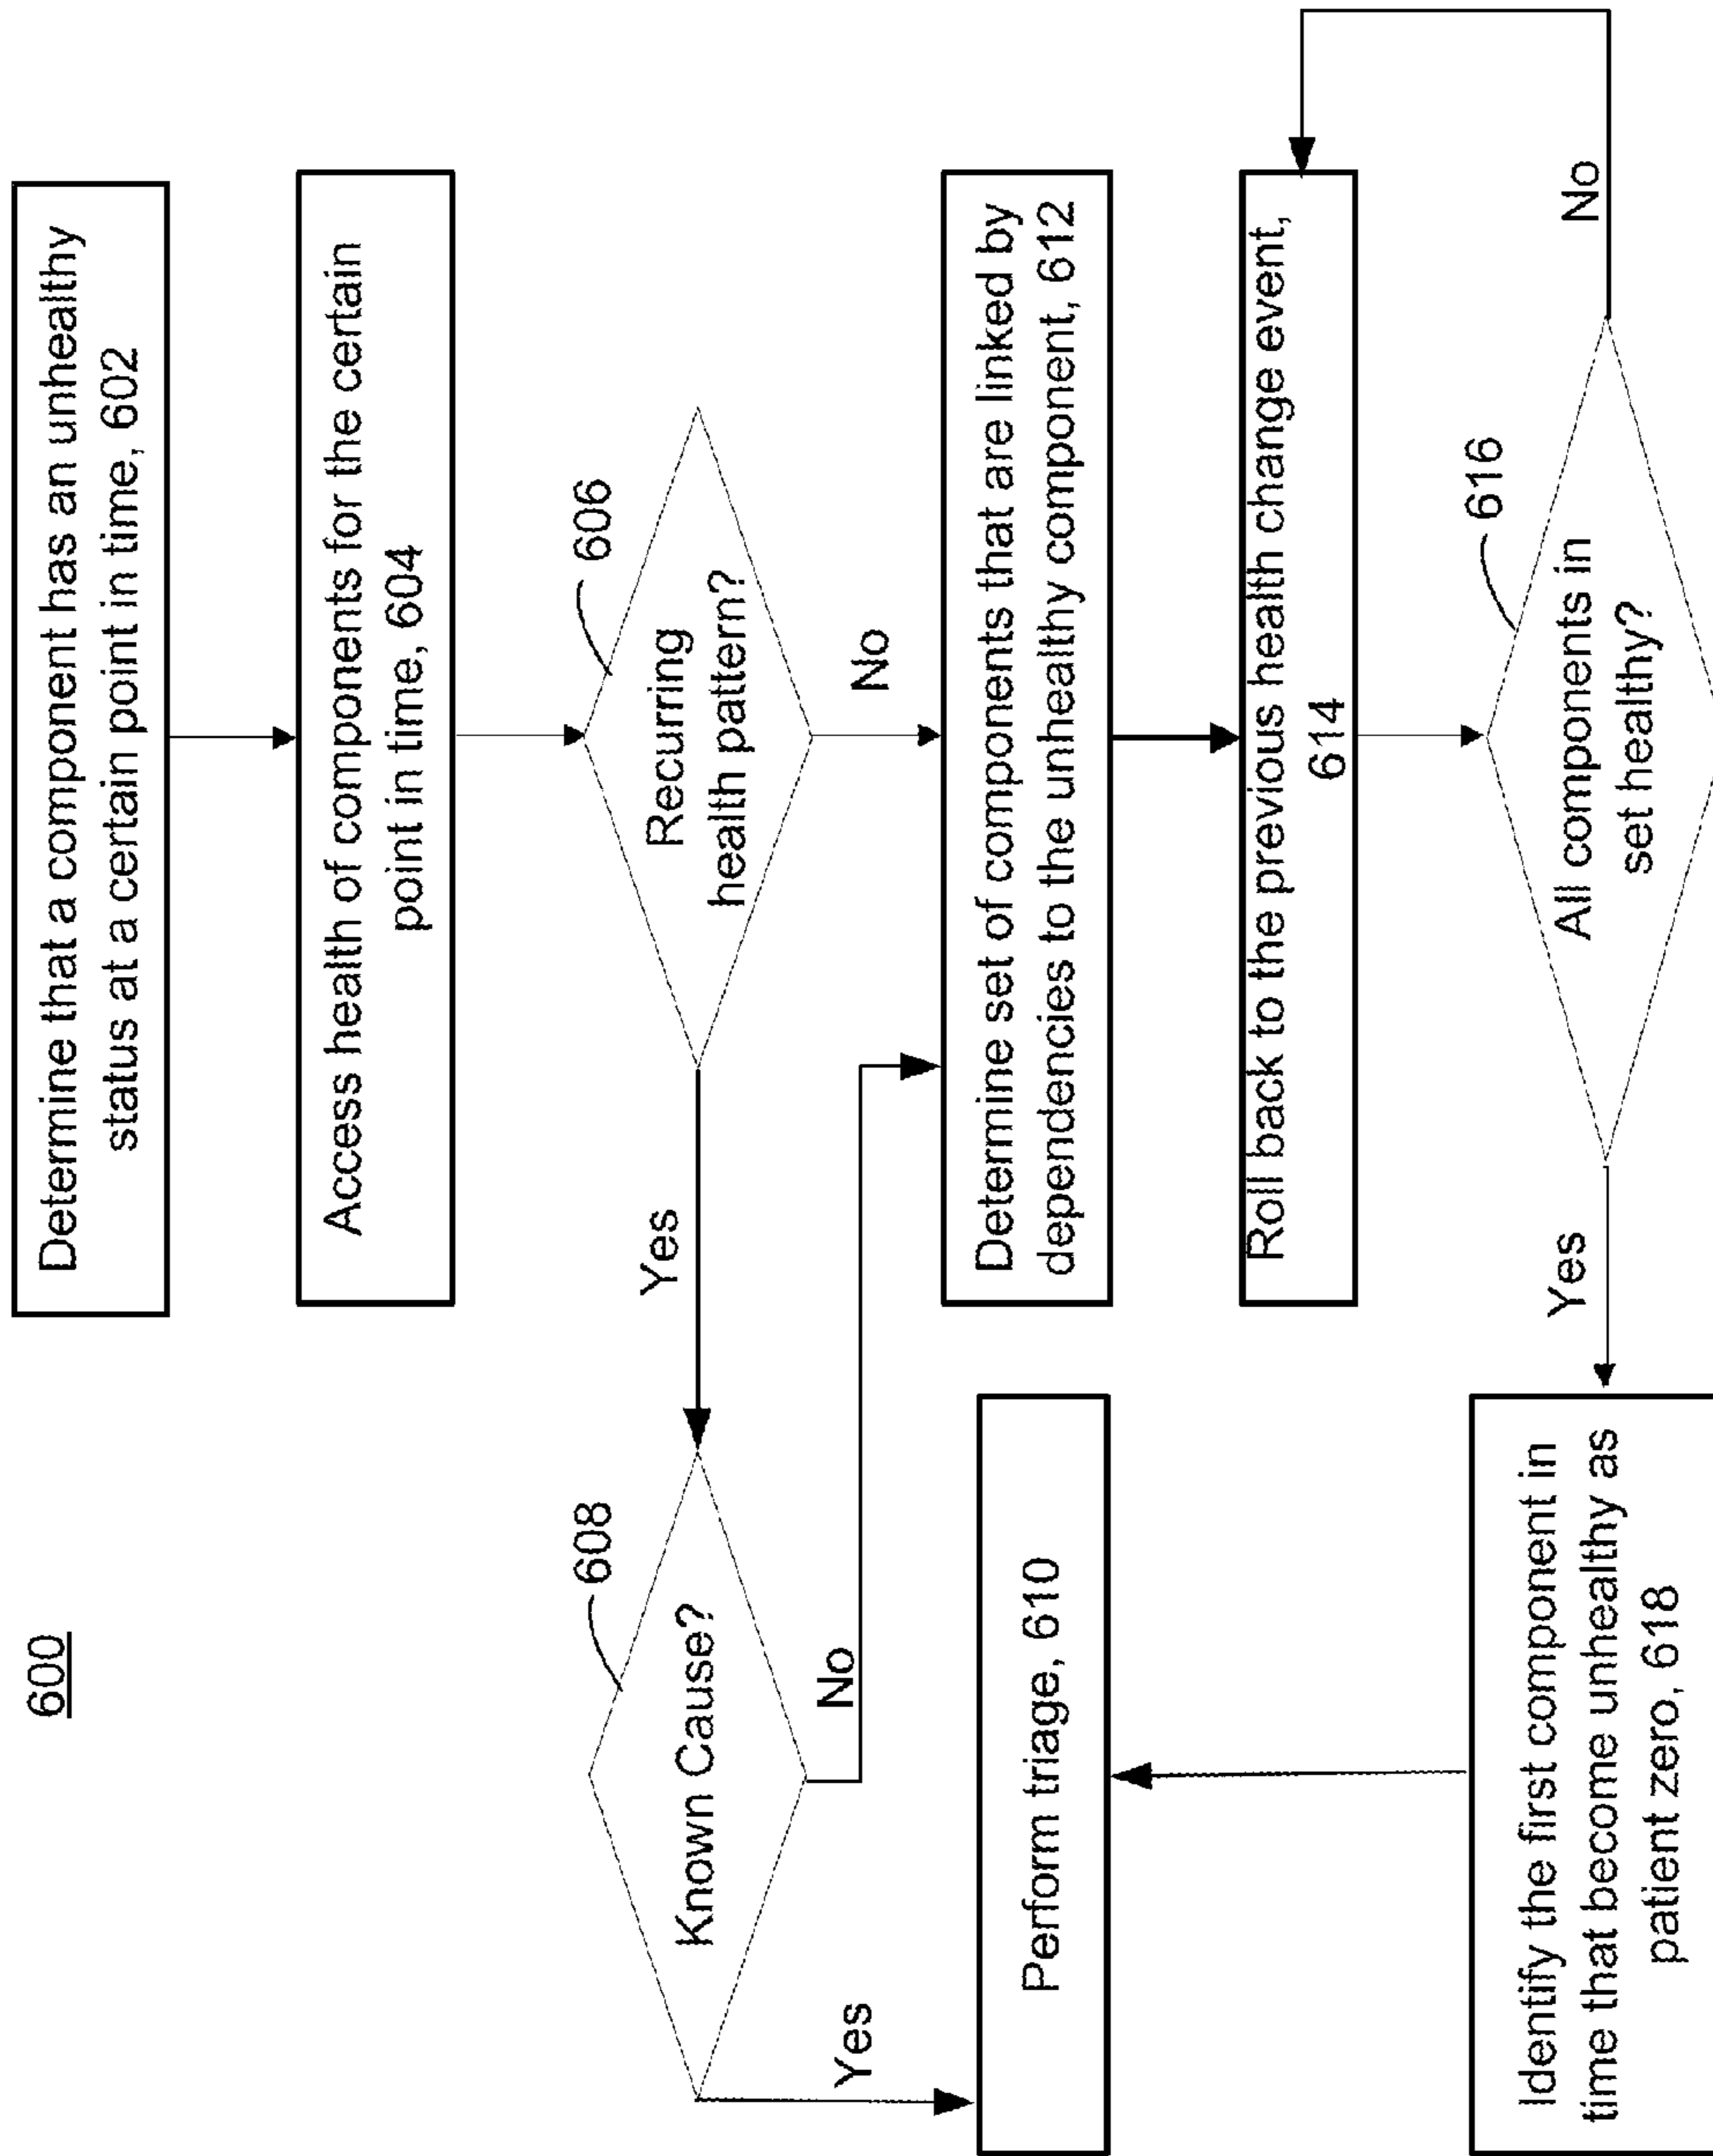 600
Determine that a component has an unhealthy
status at a certain point in time, 602
Access health of components for the certain
point in time, 604
606
Recurring
health pattern?
Yes
No
608
Known Cause?
Yes
No
Perform triage, 610
Determine set of components that are linked by
dependencies to the unhealthy component, 612
Roll back to the previous health change event,
614
616
All components in
set healthy?
Yes
No
Identify the first component in
time that become unhealthy as
patient zero, 618